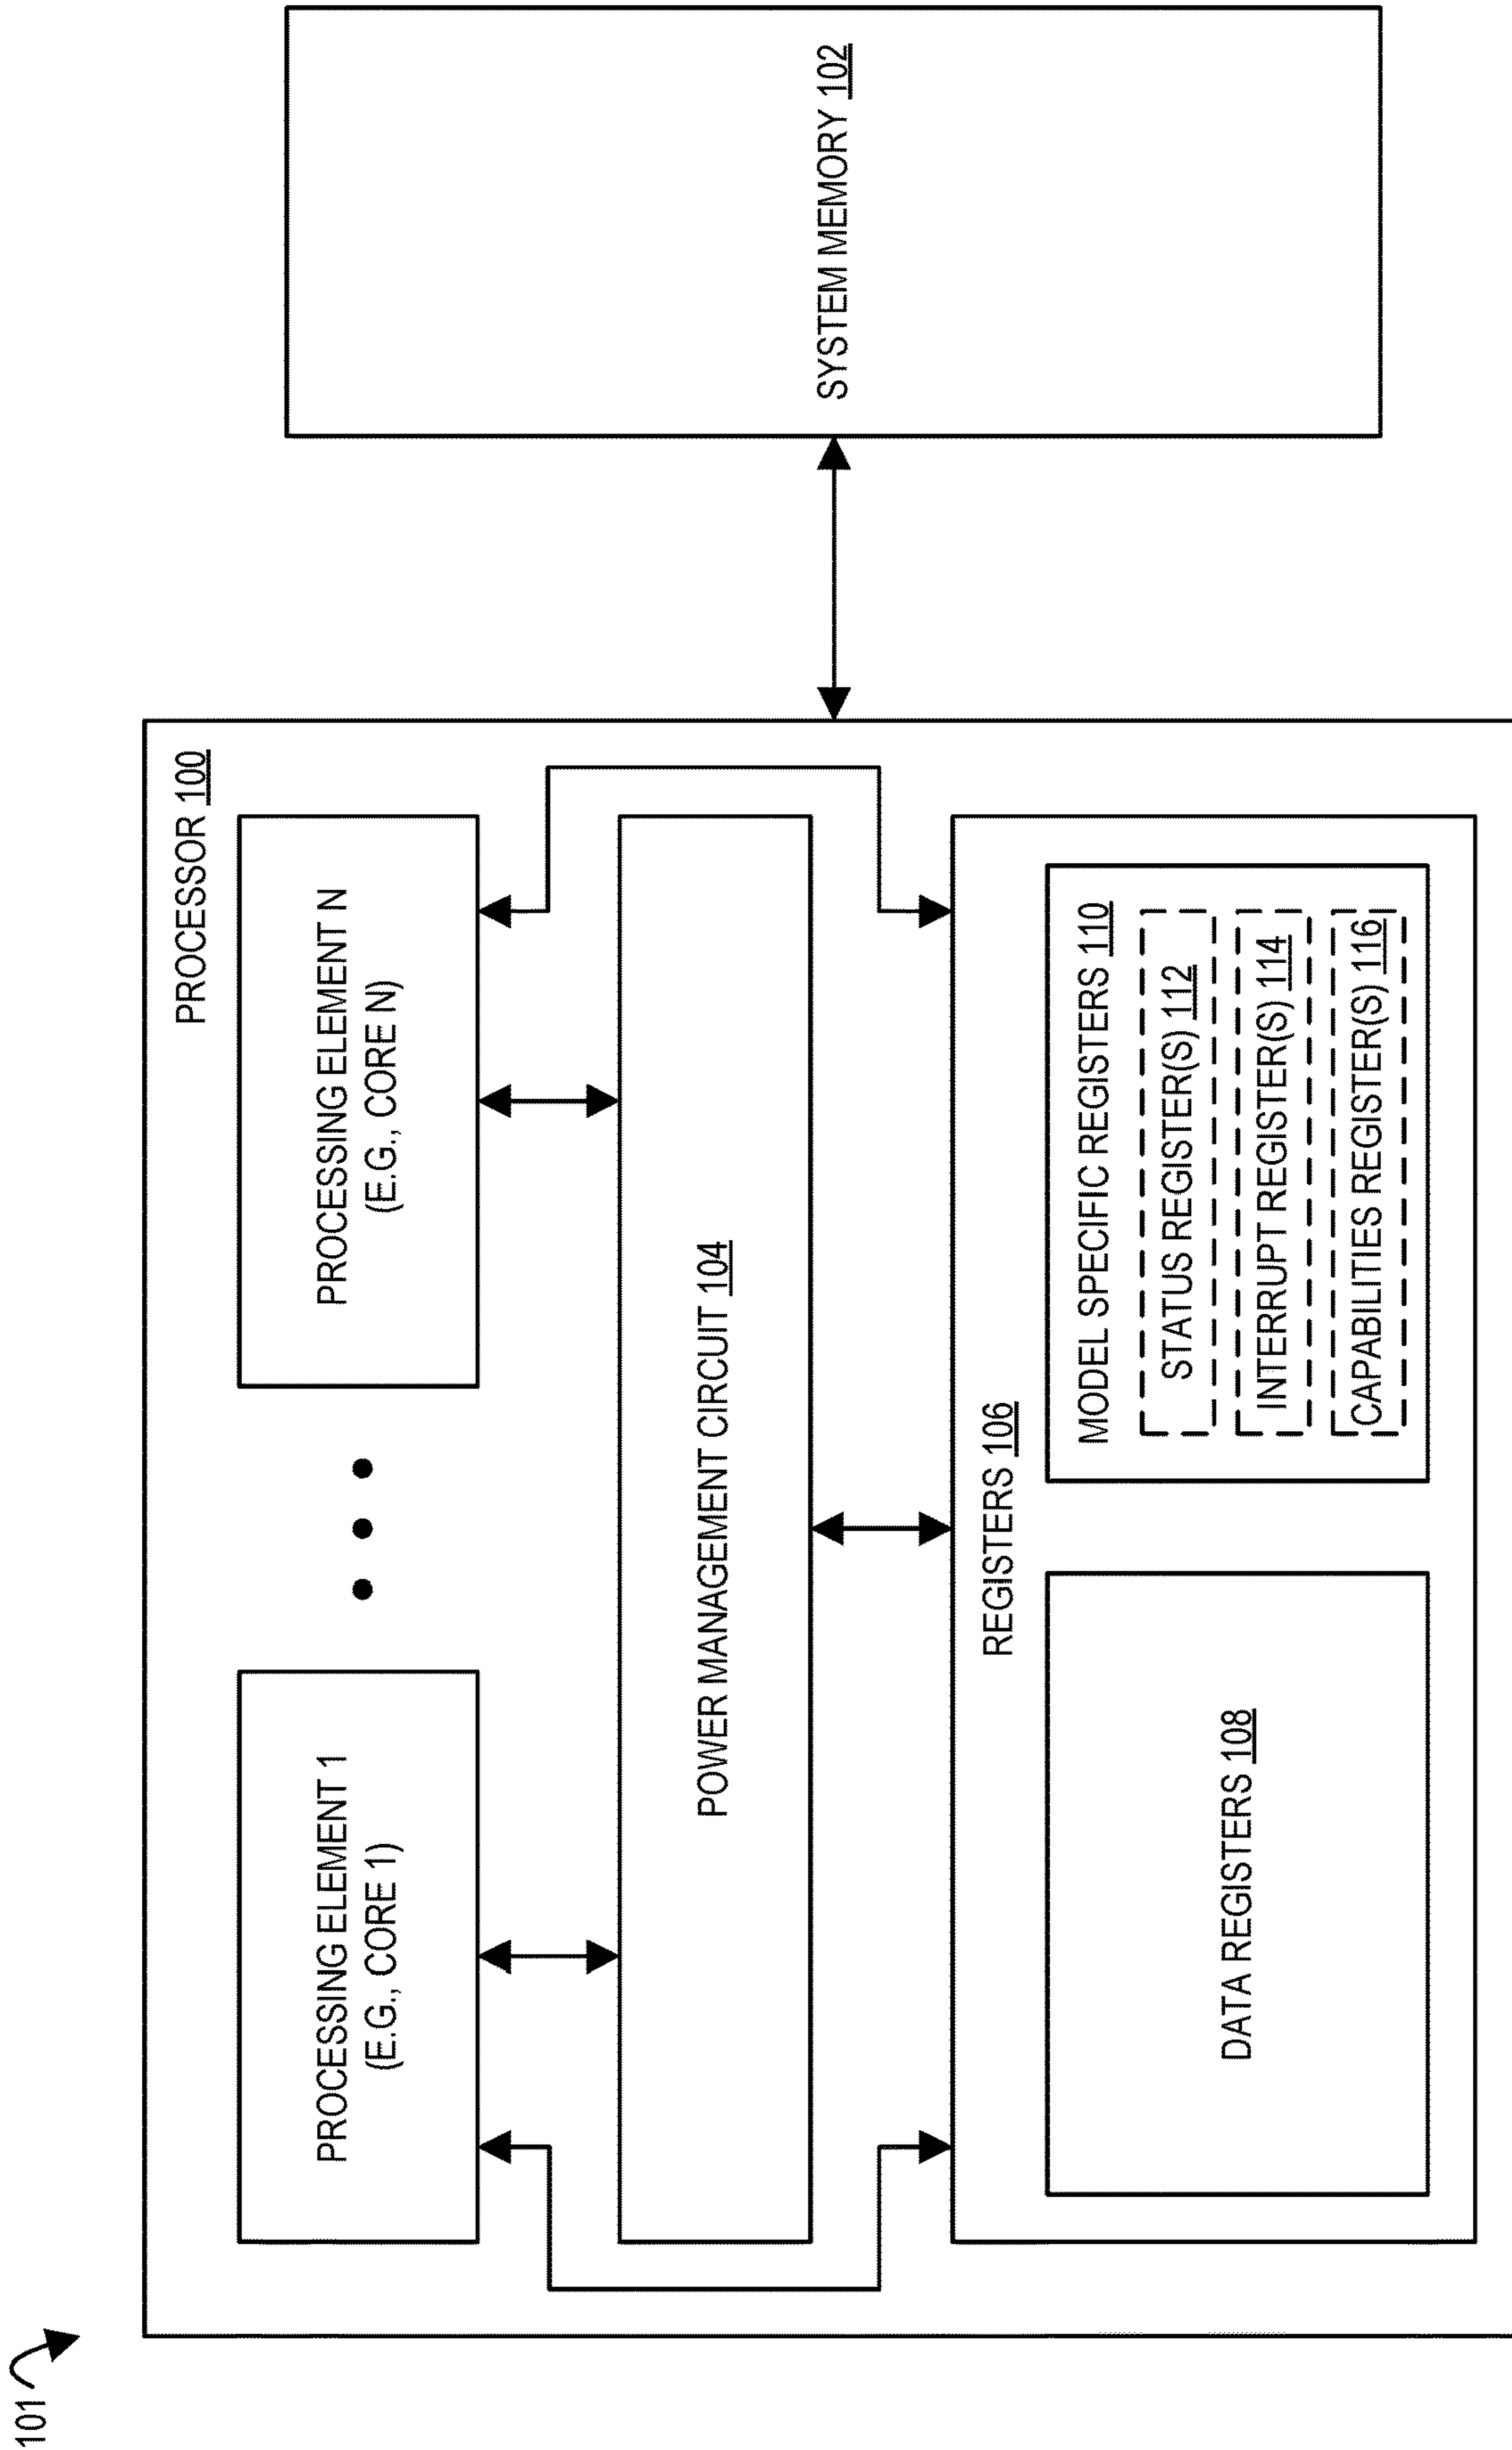 101
PROCESSOR 100
PROCESSING ELEMENT 1
(E.G., CORE 1)
PROCESSING ELEMENT N
(E.G., CORE N)
POWER MANAGEMENT CIRCUIT 104
REGISTERS 106
DATA REGISTERS 108
MODEL SPECIFIC REGISTERS 110
STATUS REGISTER(S) 112
INTERRUPT REGISTER(S) 114
CAPABILITIES REGISTER(S) 116
SYSTEM MEMORY 102